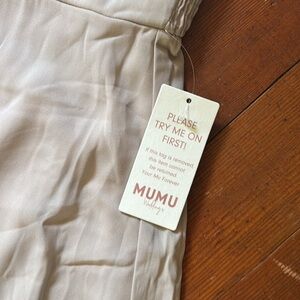 PLEASE
TRY ME ON
FIRST!
If this tag is removed,
this item cannot
be returned.
Your Mu Forever
MUMU
Weddings